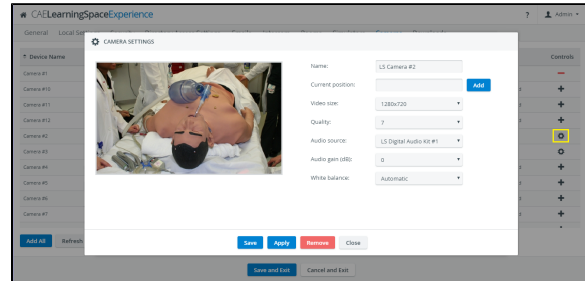 CAELearningSpaceExperience
?
Admin
General
Device Name
Controls
Camera #1
Camera #10
Camera #11
Camera #12
Camera #2
Camera #3
Camera #4
Camera #5
Camera #6
Camera #7
Add All
Refresh
Save and Exit
Cancel and Exit
CAMERA SETTINGS
Name:
LS Camera #2
Current position:
Add
Video size:
1280x720
Quality:
7
Audio source:
LS Digital Audio Kit #1
Audio gain (dB):
0
White balance:
Automatic
Save
Apply
Remove
Close